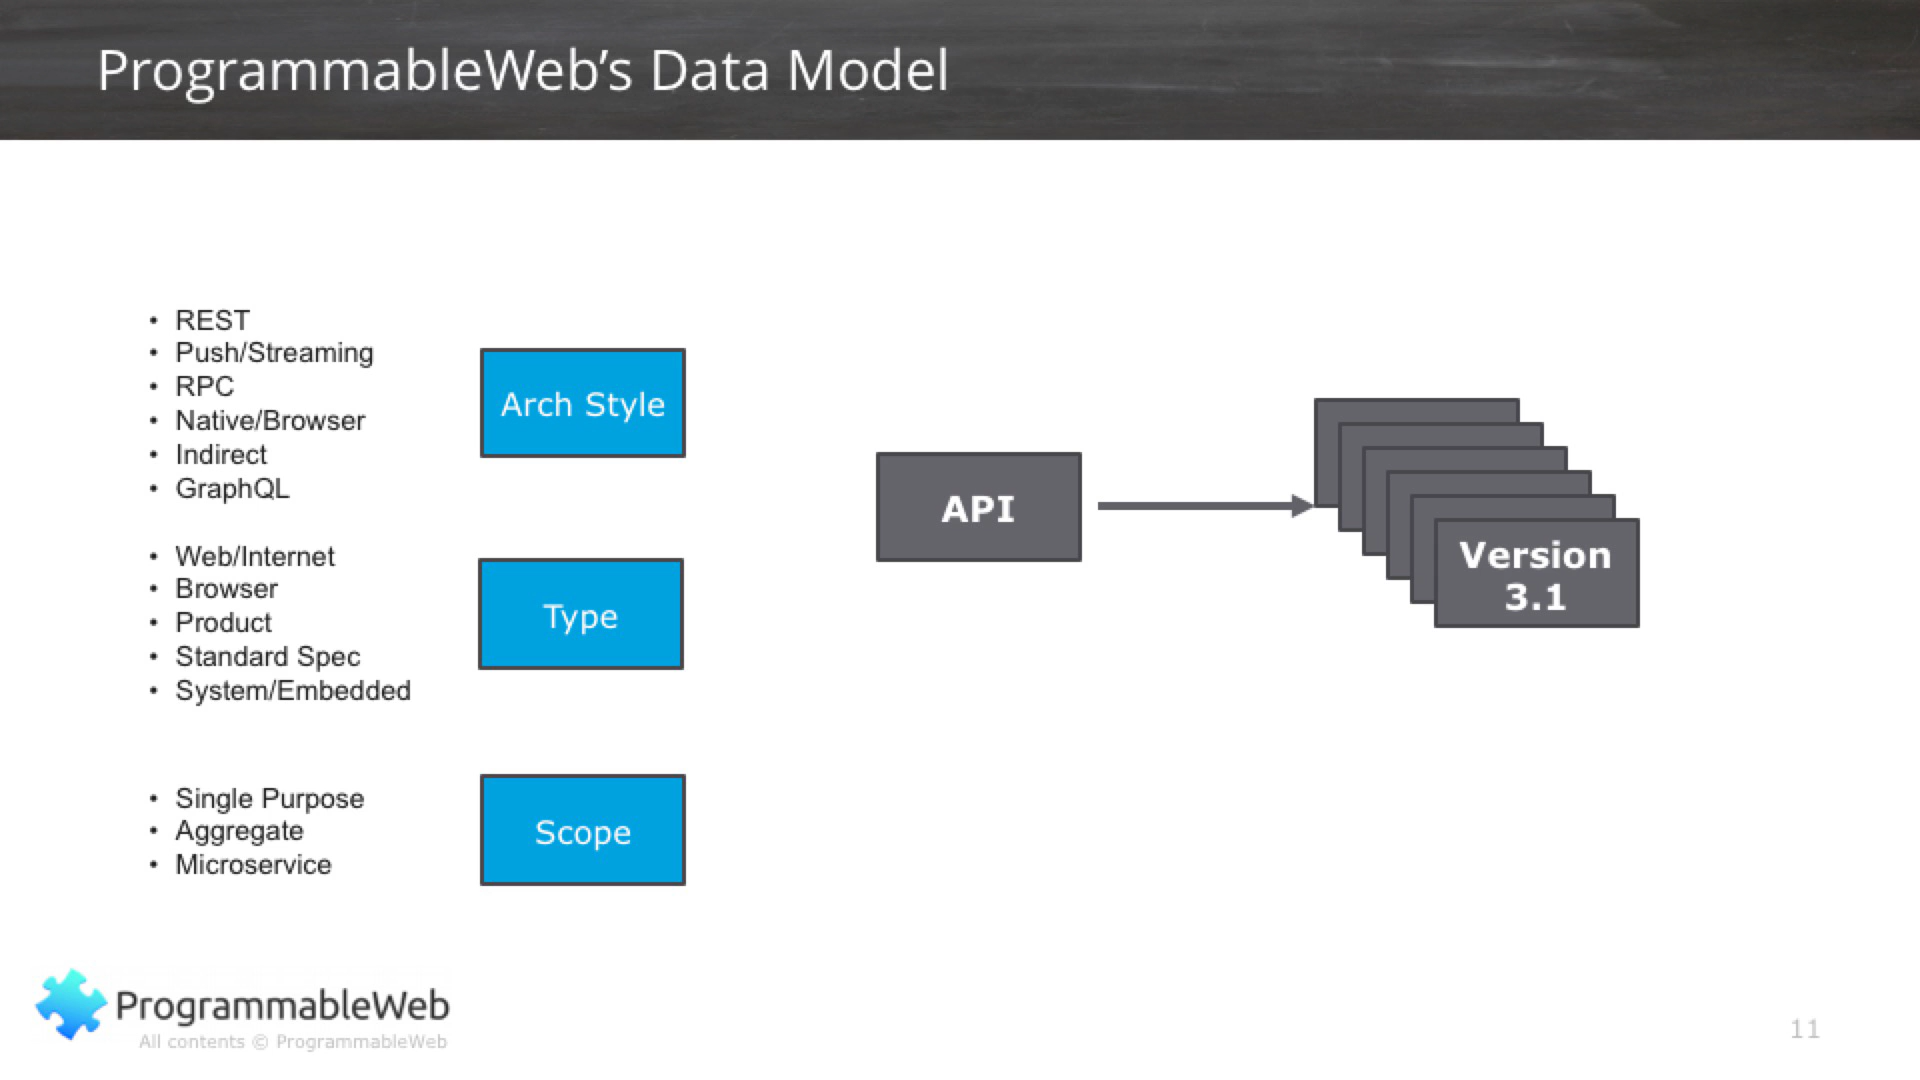 ProgrammableWeb’s Data Model
• REST
• Push/Streaming
• RPC
• Native/Browser
• Indirect
• GraphQL
Arch Style
• Web/Internet
• Browser
• Product
• Standard Spec
• System/Embedded
Type
• Single Purpose
• Aggregate
• Microservice
Scope
API
Version
3.1
ProgrammableWeb
All contents © ProgrammableWeb
11